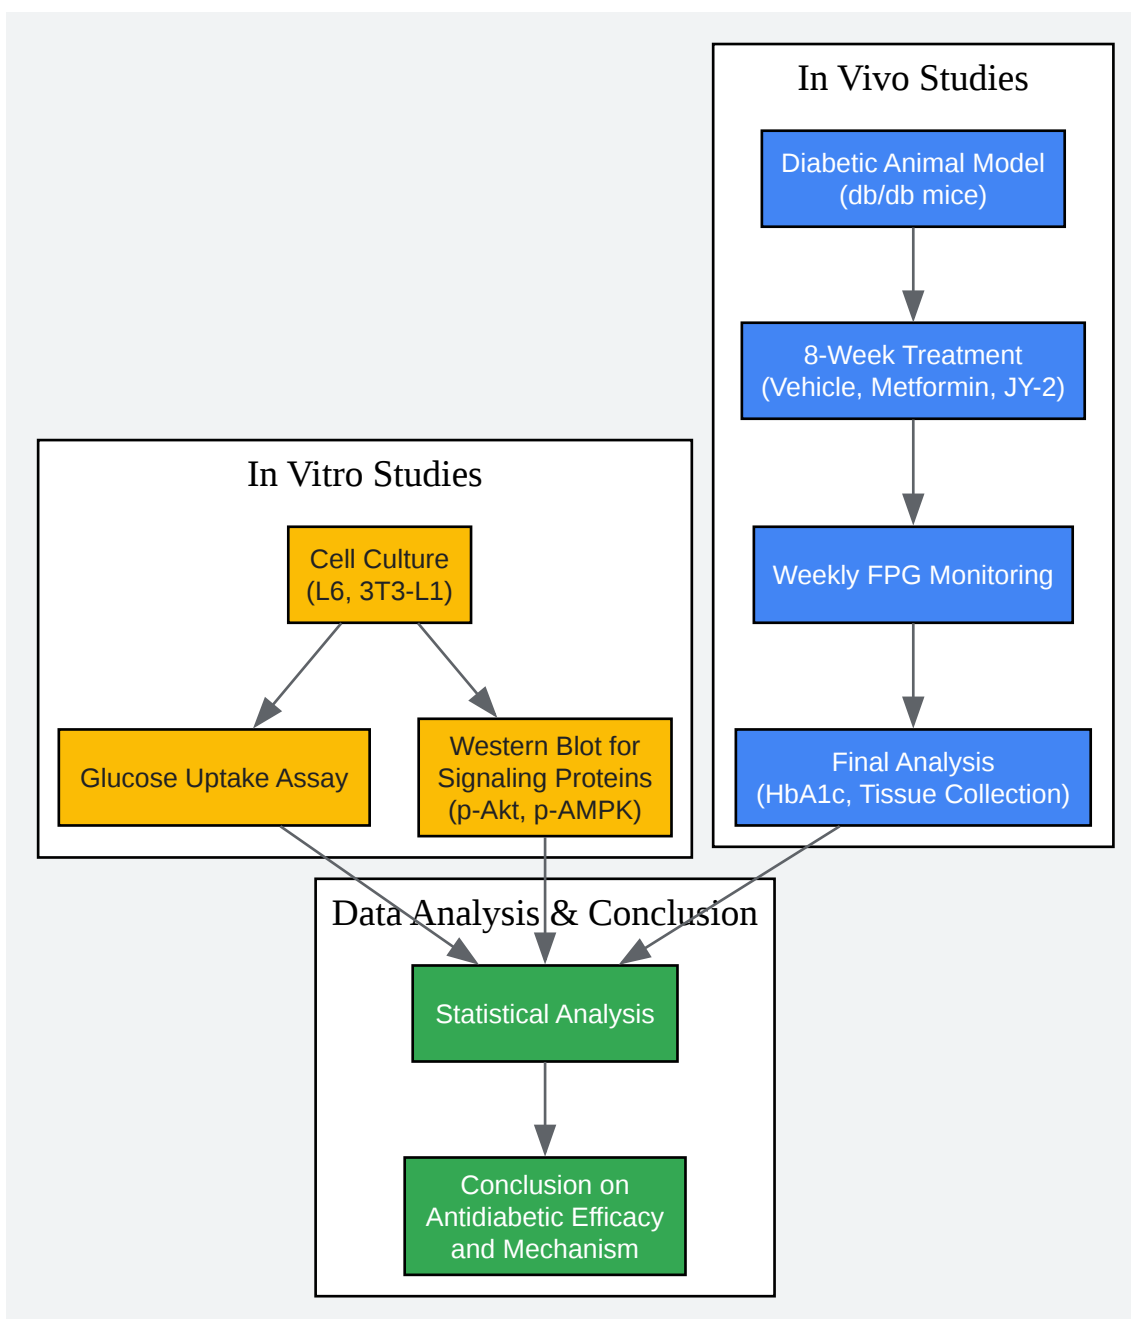 In Vivo Studies
Diabetic Animal Model
(db/db mice)
8-Week Treatment
(Vehicle, Metformin, JY-2)
Weekly FPG Monitoring
Final Analysis
(HbA1c, Tissue Collection)
In Vitro Studies
Cell Culture
(L6, 3T3-L1)
Glucose Uptake Assay
Western Blot for
Signaling Proteins
(p-Akt, p-AMPK)
Data Analysis & Conclusion
Statistical Analysis
Conclusion on
Antidiabetic Efficacy
and Mechanism